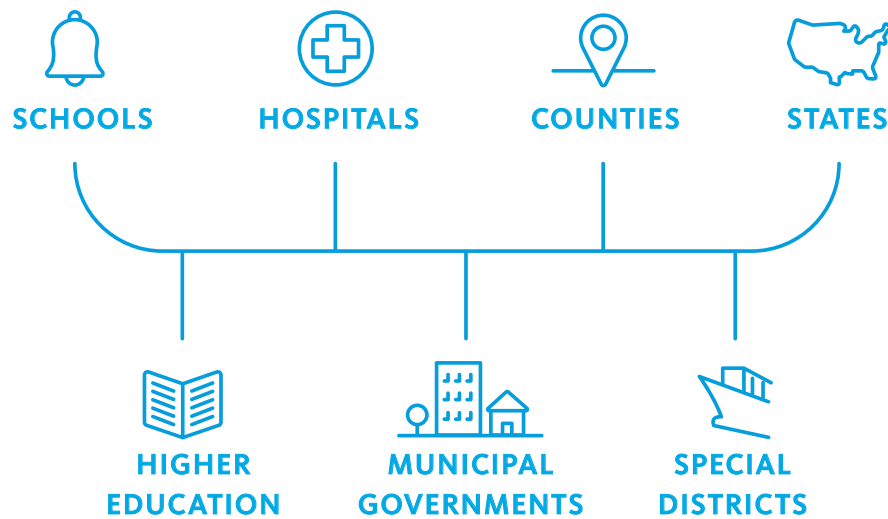 SCHOOLS
HOSPITALS
COUNTIES
STATES
HIGHER
EDUCATION
MUNICIPAL
GOVERNMENTS
SPECIAL
DISTRICTS